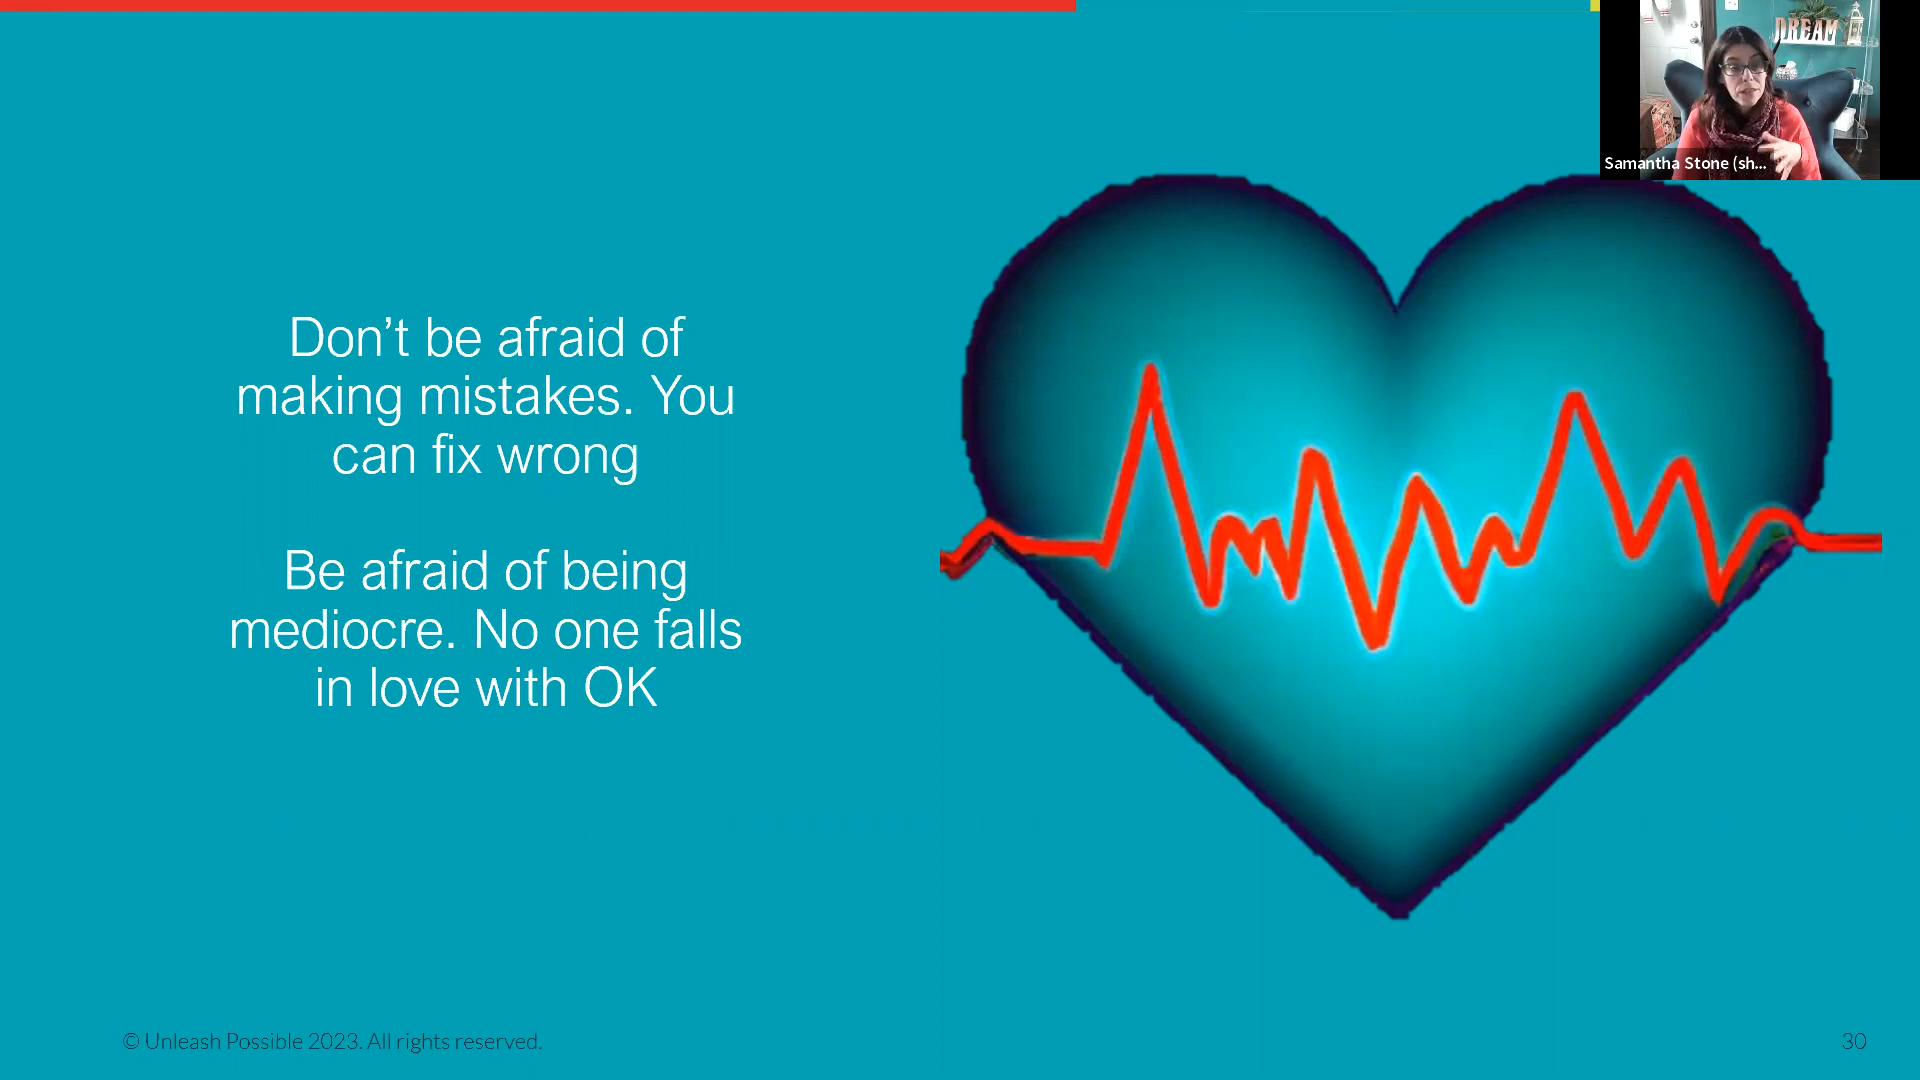 DREAM
Samantha Stone (sh...
Don’t be afraid of
making mistakes. You
can fix wrong
Be afraid of being
mediocre. No one falls
in love with OK
© Unleash Possible 2023. All rights reserved.
30